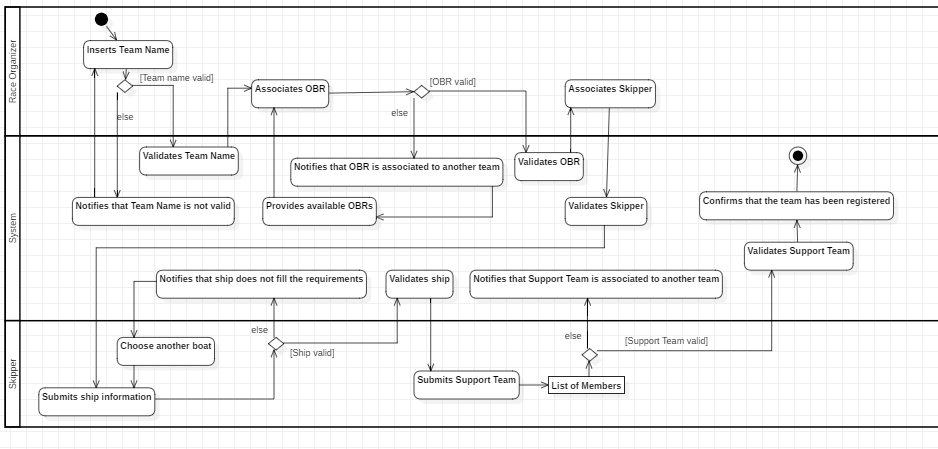 Race Organizer
Inserts Team Name
[Team name valid]
else
Associates OBR
[OBR valid]
else
Associates Skipper
System
Validates Team Name
Notifies that OBR is associated to another team
Validates OBR
Notifies that Team Name is not valid
Provides available OBRs
Validates Skipper
Confirms that the team has been registered
Validates Support Team
Notifies that ship does not fill the requirements
Validates ship
Notifies that Support Team is associated to another team
Skipper
else
[Ship valid]
else
[Support Team valid]
Choose another boat
Submits ship information
Submits Support Team
List of Members